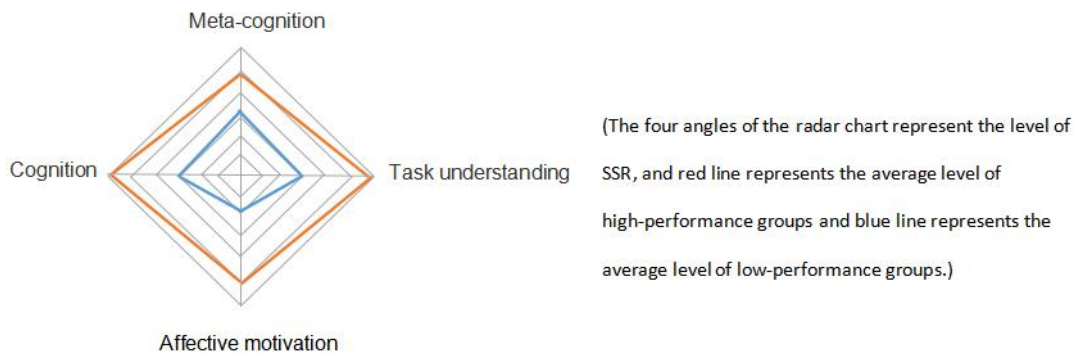 Meta-cognition
Cognition
Task understanding
Affective motivation
(The four angles of the radar chart represent the level of
SSR, and red line represents the average level of
high-performance groups and blue line represents the
average level of low-performance groups.)